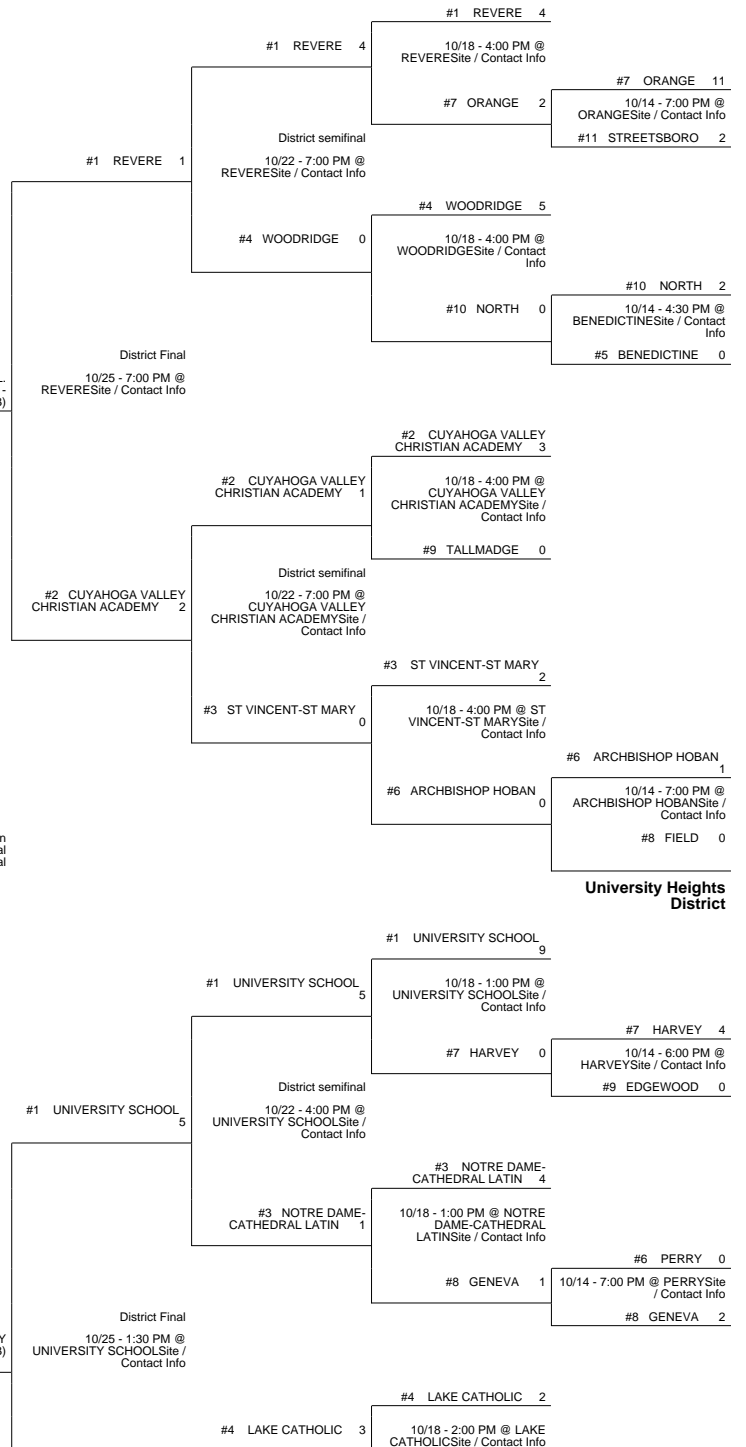 #1 REVERE 4
#1 REVERE 4
10/18 - 4:00 PM @
REVERESite / Contact Info
#7 ORANGE 11
#7 ORANGE 2
10/14 - 7:00 PM @
ORANGESite / Contact Info
#11 STREETSBORO 2
District semifinal
#1 REVERE 1
10/22 - 7:00 PM @
REVERESite / Contact Info
#4 WOODRIDGE 5
#4 WOODRIDGE 0
10/18 - 4:00 PM @
WOODRIDGESite / Contact
Info
#10 NORTH 2
#10 NORTH 0
10/14 - 4:30 PM @
BENEDICTINESite / Contact
Info
#5 BENEDICTINE 0
District Final
10/25 - 7:00 PM @
REVERESite / Contact Info
-
3)
#2 CUYAHOGA VALLEY
CHRISTIAN ACADEMY 3
#2 CUYAHOGA VALLEY
CHRISTIAN ACADEMY 1
10/18 - 4:00 PM @
CUYAHOGA VALLEY
CHRISTIAN ACADEMYSite /
Contact Info
#9 TALLMADGE 0
District semifinal
#2 CUYAHOGA VALLEY
CHRISTIAN ACADEMY 2
10/22 - 7:00 PM @
CUYAHOGA VALLEY
CHRISTIAN ACADEMYSite /
Contact Info
#3 ST VINCENT-ST MARY
2
#3 ST VINCENT-ST MARY
0
10/18 - 4:00 PM @ ST
VINCENT-ST MARYSite /
Contact Info
#6 ARCHBISHOP HOBAN
1
#6 ARCHBISHOP HOBAN
0
10/14 - 7:00 PM @
ARCHBISHOP HOBANSite /
Contact Info
#8 FIELD 0
n
al
al
University Heights
District
#1 UNIVERSITY SCHOOL
9
#1 UNIVERSITY SCHOOL
5
10/18 - 1:00 PM @
UNIVERSITY SCHOOLSite /
Contact Info
#7 HARVEY 4
#7 HARVEY 0
10/14 - 6:00 PM @
HARVEYSite / Contact Info
#9 EDGEWOOD 0
District semifinal
#1 UNIVERSITY SCHOOL
5
10/22 - 4:00 PM @
UNIVERSITY SCHOOLSite /
Contact Info
#3 NOTRE DAME-
CATHEDRAL LATIN 4
#3 NOTRE DAME-
CATHEDRAL LATIN 1
10/18 - 1:00 PM @ NOTRE
DAME-CATHEDRAL
LATINSite / Contact Info
#6 PERRY 0
#8 GENEVA 1
10/14 - 7:00 PM @ PERRYSite
/ Contact Info
#8 GENEVA 2
District Final
10/25 - 1:30 PM @
UNIVERSITY SCHOOLSite /
Contact Info
Y
3)
#4 LAKE CATHOLIC 2
#4 LAKE CATHOLIC 3
10/18 - 2:00 PM @ LAKE
CATHOLICSite / Contact Info